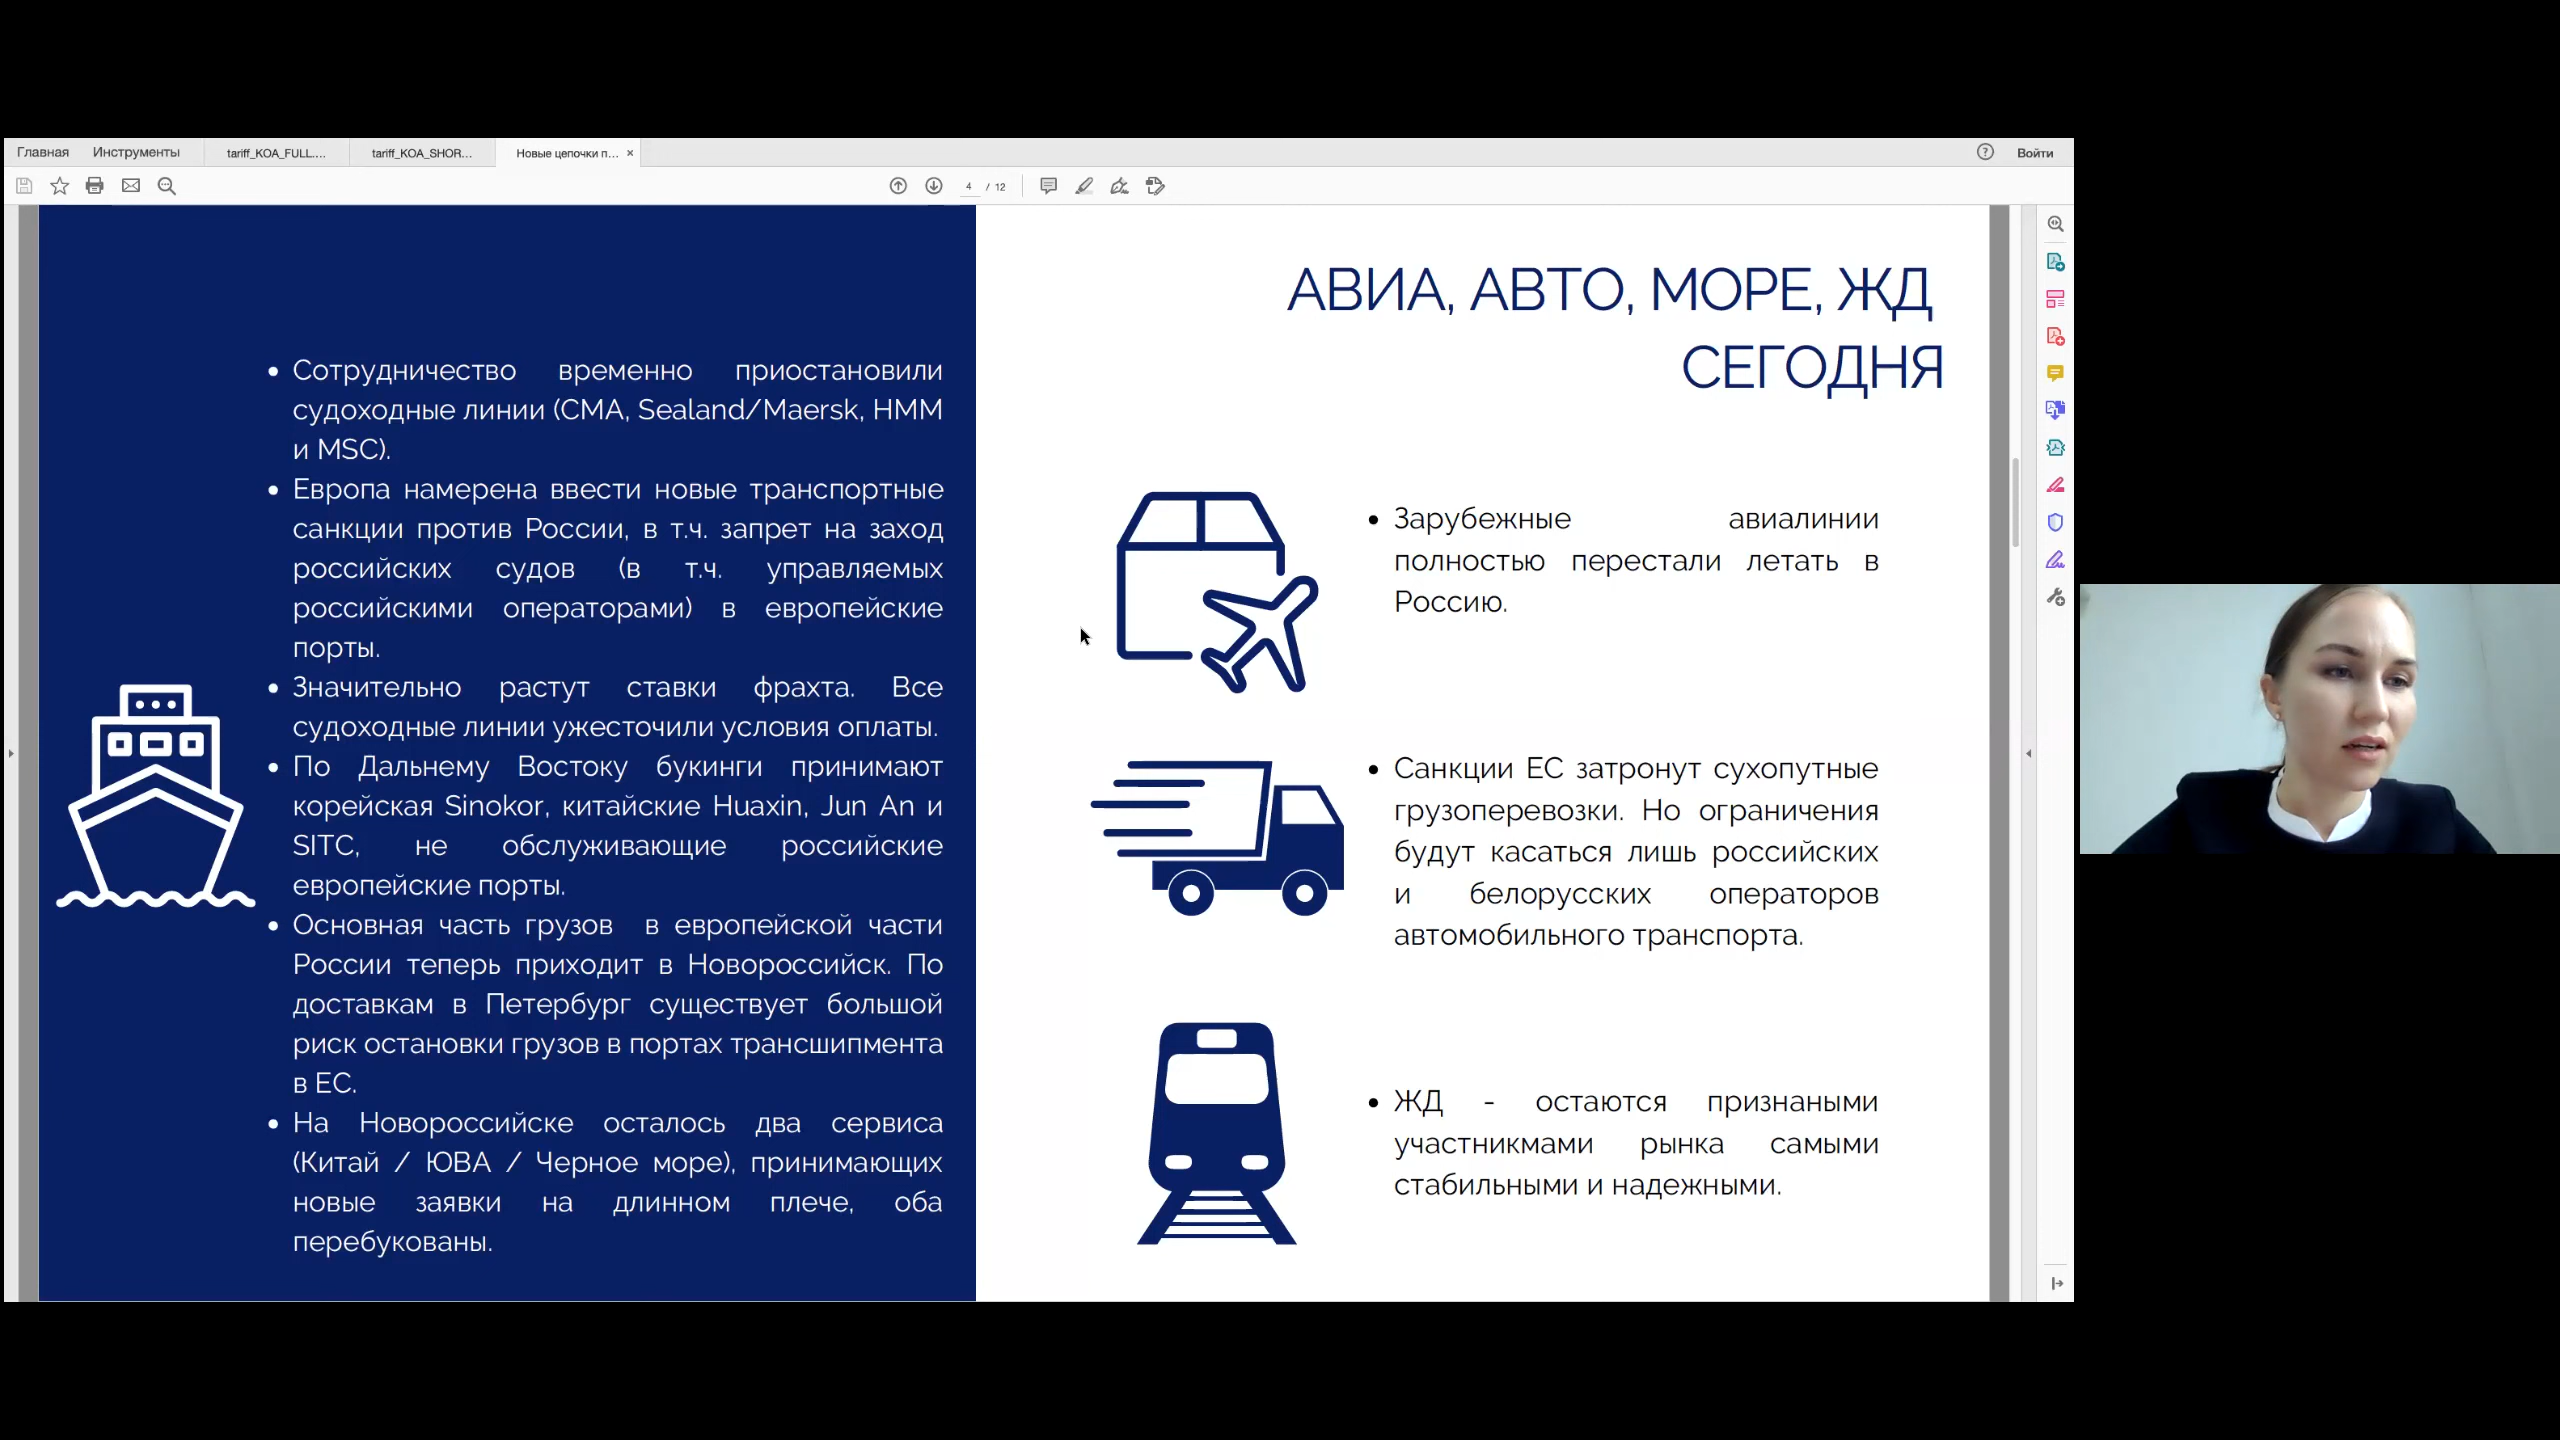 Главная Инструменты tariff_KOA_FULL.... tariff_KOA_SHOR... Новые цепочки п... × ? Войти
4 / 12
АВИА, АВТО, МОРЕ, ЖД
СЕГОДНЯ
• Сотрудничество временно приостановили
судоходные линии (CMA, Sealand/Maersk, HMM
и MSC).
• Европа намерена ввести новые транспортные
санкции против России, в т.ч. запрет на заход
российских судов (в т.ч. управляемых
российскими операторами) в европейские
порты.
• Значительно растут ставки фрахта. Все
судоходные линии ужесточили условия оплаты.
• По Дальнему Востоку букинги принимают
корейская Sinokor, китайские Huaxin, Jun An и
SITC, не обслуживающие российские
европейские порты.
• Основная часть грузов в европейской части
России теперь приходит в Новороссийск. По
доставкам в Петербург существует большой
риск остановки грузов в портах трансшипмента
в ЕС.
• На Новороссийске осталось два сервиса
(Китай / ЮВА / Черное море), принимающих
новые заявки на длинном плече, оба
перебукованы.
• Зарубежные авиалинии
полностью перестали летать в
Россию.
• Санкции ЕС затронут сухопутные
грузоперевозки. Но ограничения
будут касаться лишь российских
и белорусских операторов
автомобильного транспорта.
• ЖД - остаются признаными
участникмами рынка самыми
стабильными и надежными.